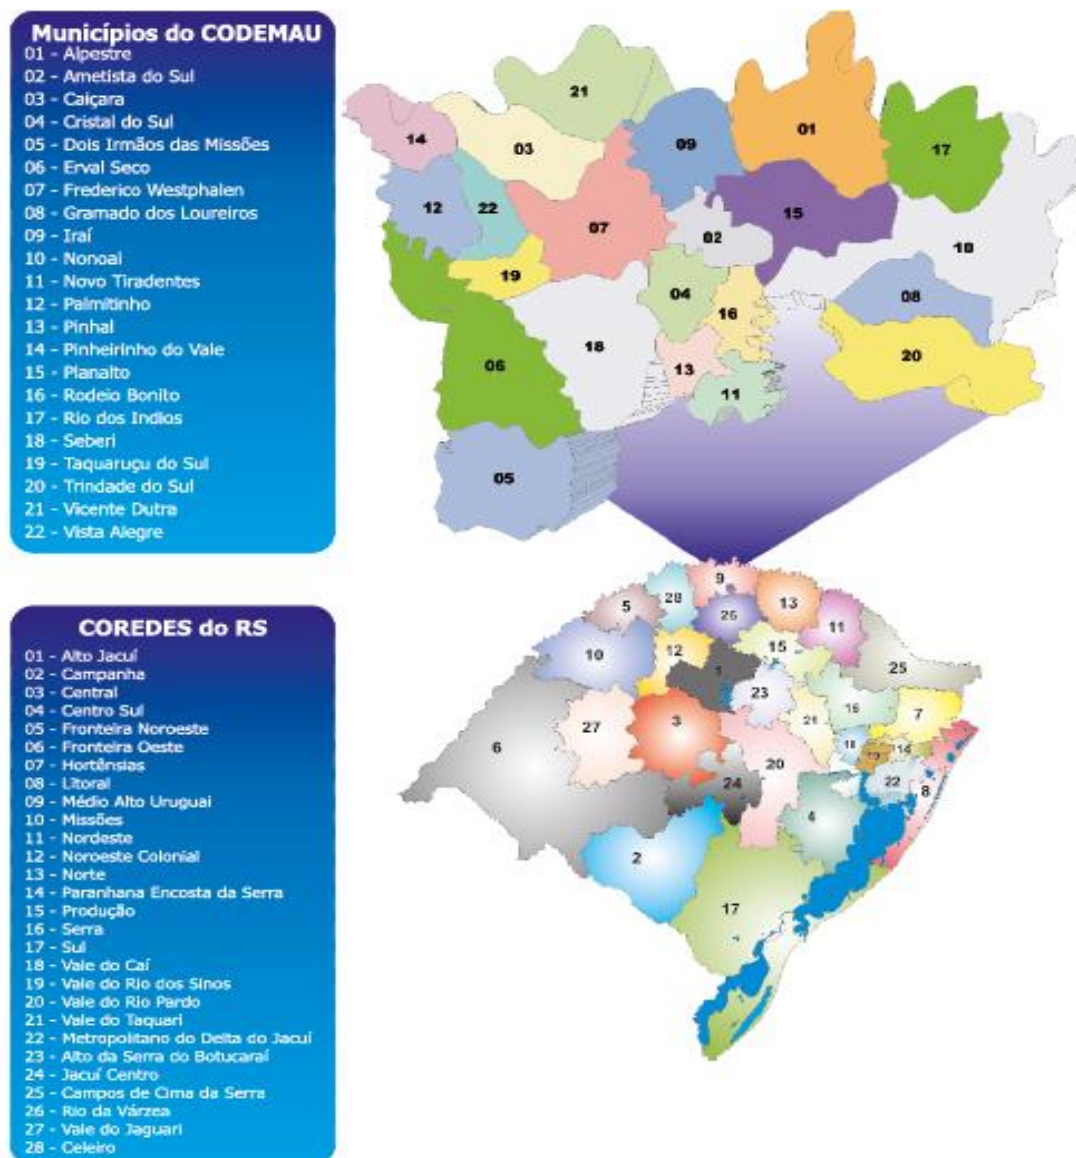 Municípios do CODEMAU
01 - Alpestre
02 - Ametista do Sul
03 - Caiçara
04 - Cristal do Sul
05 - Dois Irmãos das Missões
06 - Erval Seco
07 - Frederico Westphalen
08 - Gramado dos Loureiros
09 - Iraí
10 - Nonoai
11 - Novo Tiradentes
12 - Palmitinho
13 - Pinhal
14 - Pinheirinho do Vale
15 - Planalto
16 - Rodeio Bonito
17 - Rio dos Indios
18 - Seberi
19 - Taquaruçu do Sul
20 - Trindade do Sul
21 - Vicente Dutra
22 - Vista Alegre
21
01
14
03
09
17
12
22
07
02
15
10
19
04
08
16
18
06
13
20
11
05
COREDES do RS
01 - Alto Jacuí
02 - Campanha
03 - Central
04 - Centro Sul
05 - Fronteira Noroeste
06 - Fronteira Oeste
07 - Hortênsias
08 - Litoral
09 - Médio Alto Uruguai
10 - Missões
11 - Nordeste
12 - Noroeste Colonial
13 - Norte
14 - Paranhana Encosta da Serra
15 - Produção
16 - Serra
17 - Sul
18 - Vale do Caí
19 - Vale do Rio dos Sinos
20 - Vale do Rio Pardo
21 - Vale do Taquari
22 - Metropolitano do Delta do Jacuí
23 - Alto da Serra do Botucaraí
24 - Jacuí Centro
25 - Campos de Cima da Serra
26 - Rio da Várzea
27 - Vale do Jaguari
28 - Celeiro
9
28
13
5
26
11
15
12
10
1
25
23
16
7
27
3
21
6
18
14
20
19
22
24
8
4
2
17